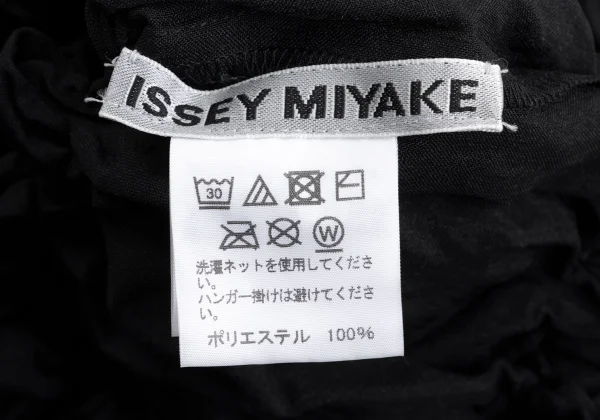 ISSEY MIYAKE
30
W
洗濯ネットを使用してくださ
い。
ハンガー掛けは避けてくださ
い。
ポリエステル 100%